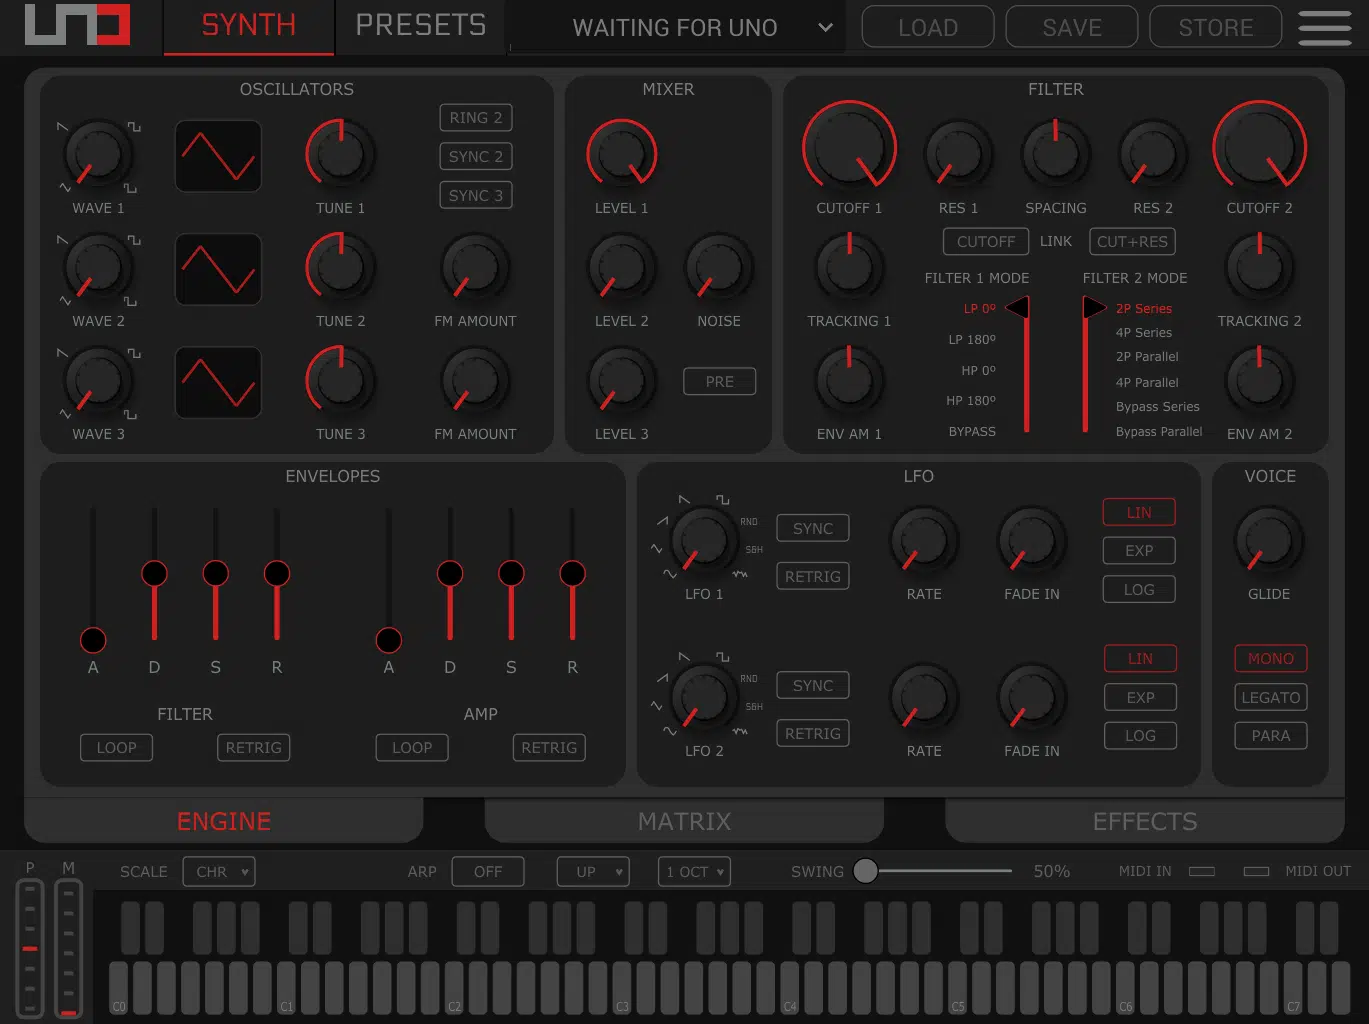 UNO
SYNTH
PRESETS
WAITING FOR UNO
LOAD
SAVE
STORE
OSCILLATORS
RING 2
SYNC 2
SYNC 3
WAVE 1
TUNE 1
WAVE 2
TUNE 2
FM AMOUNT
WAVE 3
TUNE 3
FM AMOUNT
MIXER
LEVEL 1
LEVEL 2
NOISE
PRE
LEVEL 3
FILTER
CUTOFF 1
RES 1
SPACING
RES 2
CUTOFF 2
CUTOFF
LINK
CUT+RES
FILTER 1 MODE
FILTER 2 MODE
TRACKING 1
LP 0º
LP 180º
HP 0º
HP 180º
BYPASS
2P Series
4P Series
2P Parallel
4P Parallel
Bypass Series
Bypass Parallel
TRACKING 2
ENV AM 1
ENV AM 2
ENVELOPES
A
D
S
R
A
D
S
R
FILTER
AMP
LOOP
RETRIG
LOOP
RETRIG
LFO
RND
S&H
LFO 1
SYNC
RETRIG
RATE
FADE IN
LIN
EXP
LOG
RND
S&H
LFO 2
SYNC
RETRIG
RATE
FADE IN
LIN
EXP
LOG
VOICE
GLIDE
MONO
LEGATO
PARA
ENGINE
MATRIX
EFFECTS
P
M
SCALE
CHR
ARP
OFF
UP
1 OCT
SWING
50%
MIDI IN
MIDI OUT
C0
C1
C2
C3
C4
C5
C6
C7